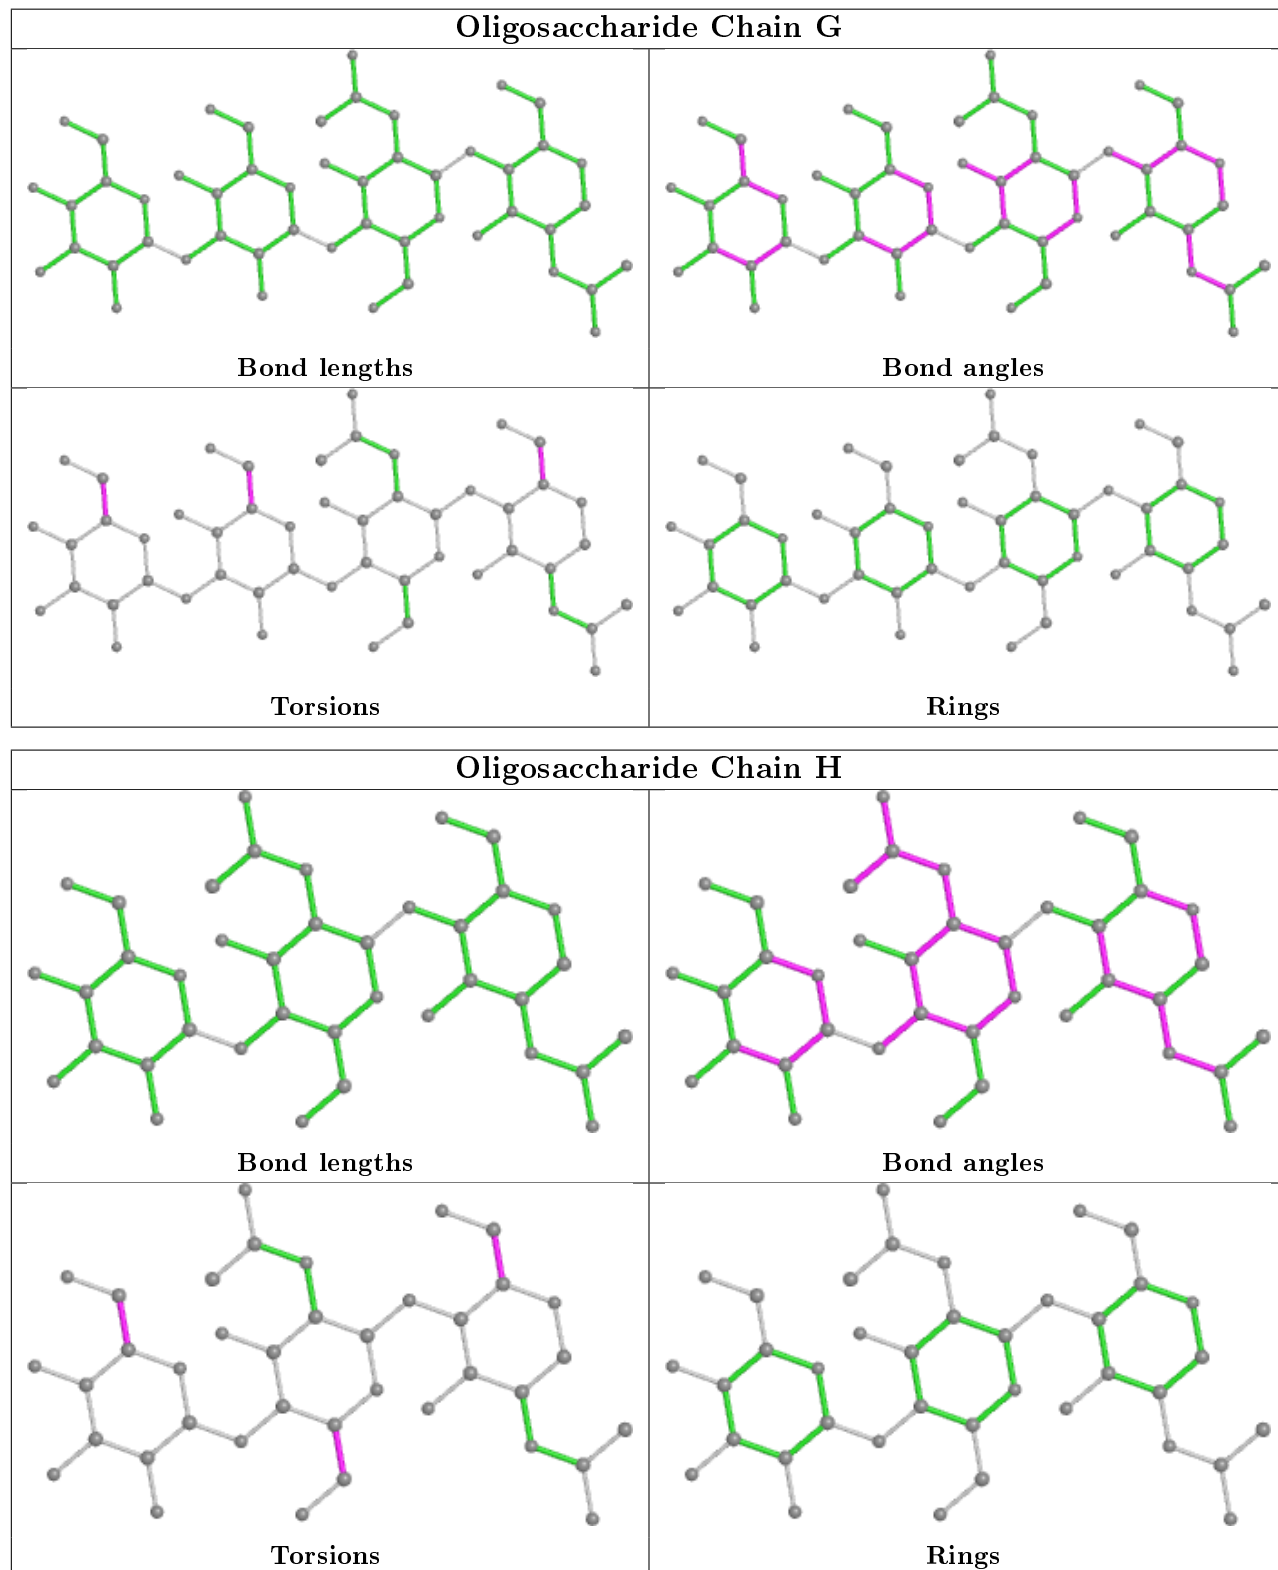 Oligosaccharide Chain G
Bond lengths
Bond angles
Torsions
Rings
Oligosaccharide Chain H
Bond lengths
Bond angles
Torsions
Rings